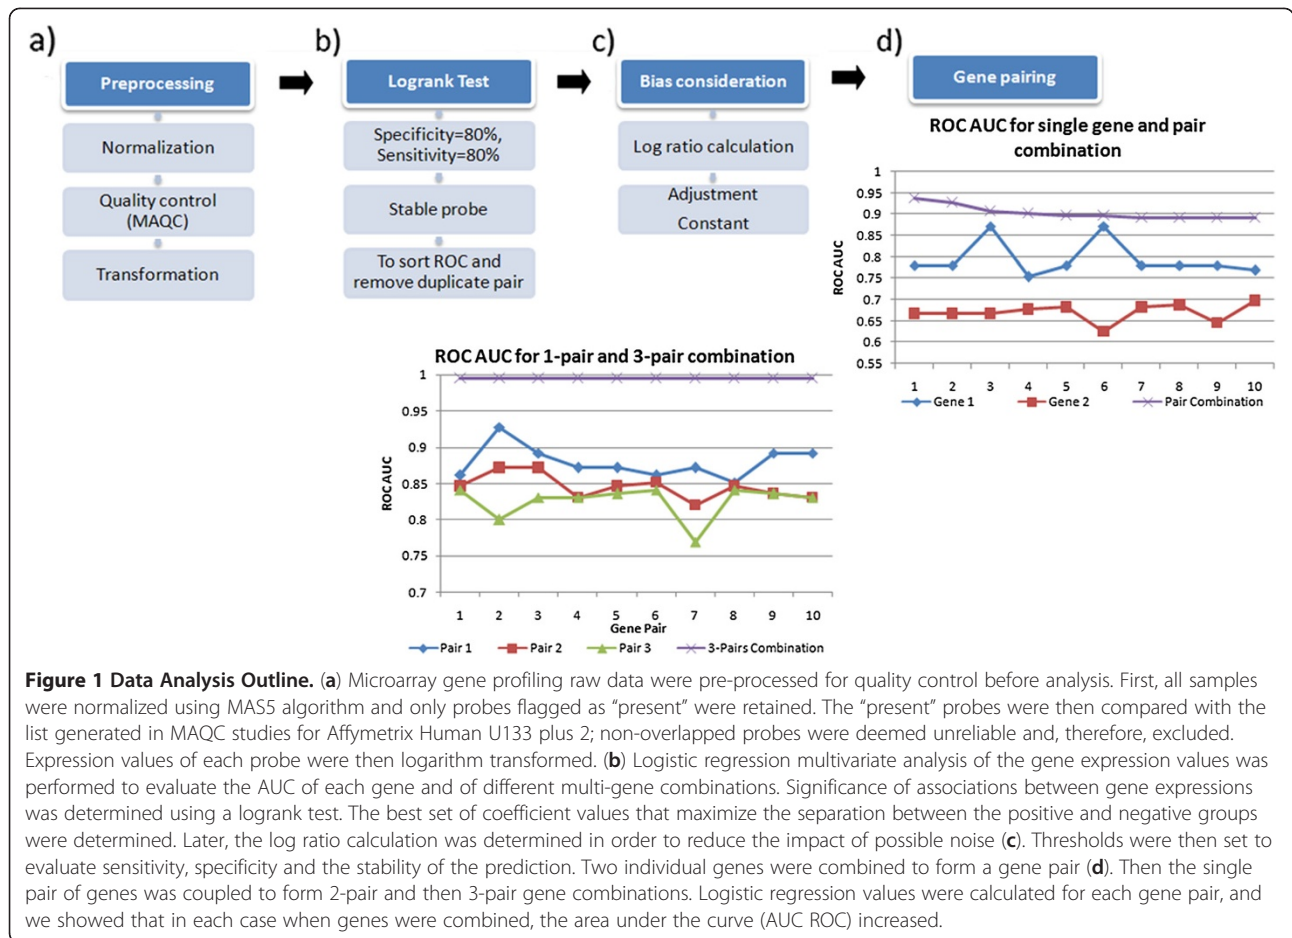 a)
Preprocessing
Normalization
Quality control
(MAQC)
Transformation
b)
Logrank Test
Specificity=80%,
Sensitivity=80%
Stable probe
To sort ROC and
remove duplicate pair
c)
Bias consideration
Log ratio calculation
Adjustment
Constant
d)
Gene pairing
ROC AUC for single gene and pair
combination
1
0.95
0.9
0.85
0.8
0.75
0.7
0.65
0.6
0.55
ROC AUC
1 2 3 4 5 6 7 8 9 10
Gene 1 Gene 2 Pair Combination
ROC AUC for 1-pair and 3-pair combination
1
0.95
0.9
0.85
0.8
0.75
0.7
ROC AUC
1 2 3 4 5 6 7 8 9 10
Gene Pair
Pair 1 Pair 2 Pair 3 3-Pairs Combination
Figure 1 Data Analysis Outline. (a) Microarray gene profiling raw data were pre-processed for quality control before analysis. First, all samples
were normalized using MAS5 algorithm and only probes flagged as “present” were retained. The “present” probes were then compared with the
list generated in MAQC studies for Affymetrix Human U133 plus 2; non-overlapped probes were deemed unreliable and, therefore, excluded.
Expression values of each probe were then logarithm transformed. (b) Logistic regression multivariate analysis of the gene expression values was
performed to evaluate the AUC of each gene and of different multi-gene combinations. Significance of associations between gene expressions
was determined using a logrank test. The best set of coefficient values that maximize the separation between the positive and negative groups
were determined. Later, the log ratio calculation was determined in order to reduce the impact of possible noise (c). Thresholds were then set to
evaluate sensitivity, specificity and the stability of the prediction. Two individual genes were combined to form a gene pair (d). Then the single
pair of genes was coupled to form 2-pair and then 3-pair gene combinations. Logistic regression values were calculated for each gene pair, and
we showed that in each case when genes were combined, the area under the curve (AUC ROC) increased.